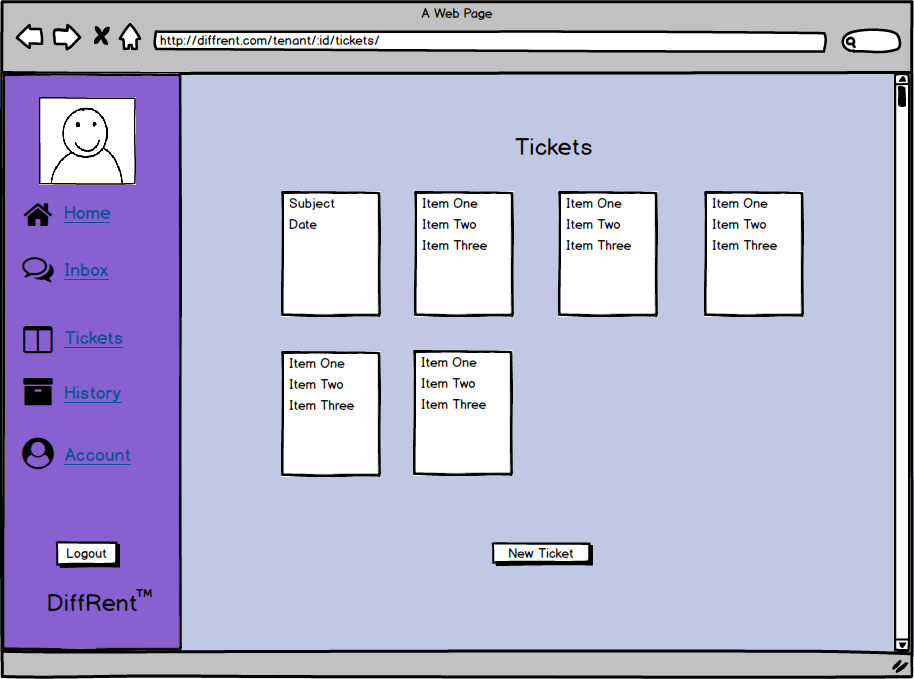 A Web Page
http://diffrent.com/tenant/:id/tickets/
Home
Inbox
Tickets
History
Account
Logout
DiffRent™
Tickets
Subject
Date
Item One
Item Two
Item Three
Item One
Item Two
Item Three
Item One
Item Two
Item Three
Item One
Item Two
Item Three
Item One
Item Two
Item Three
New Ticket